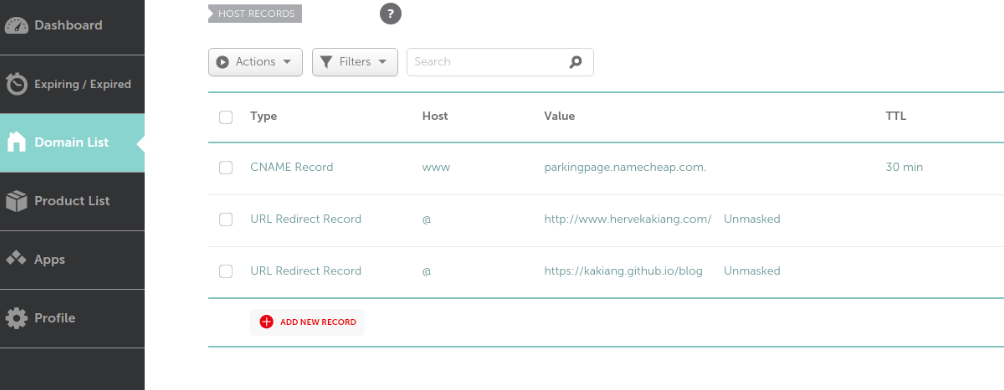 Dashboard
Expiring / Expired
Domain List
Product List
Apps
Profile
HOST RECORDS ?
Actions Filters Search
Type Host Value TTL
CNAME Record www parkingpage.namecheap.com. 30 min
URL Redirect Record @ http://www.hervekakiang.com/ Unmasked
URL Redirect Record @ https://kakiang.github.io/blog Unmasked
ADD NEW RECORD